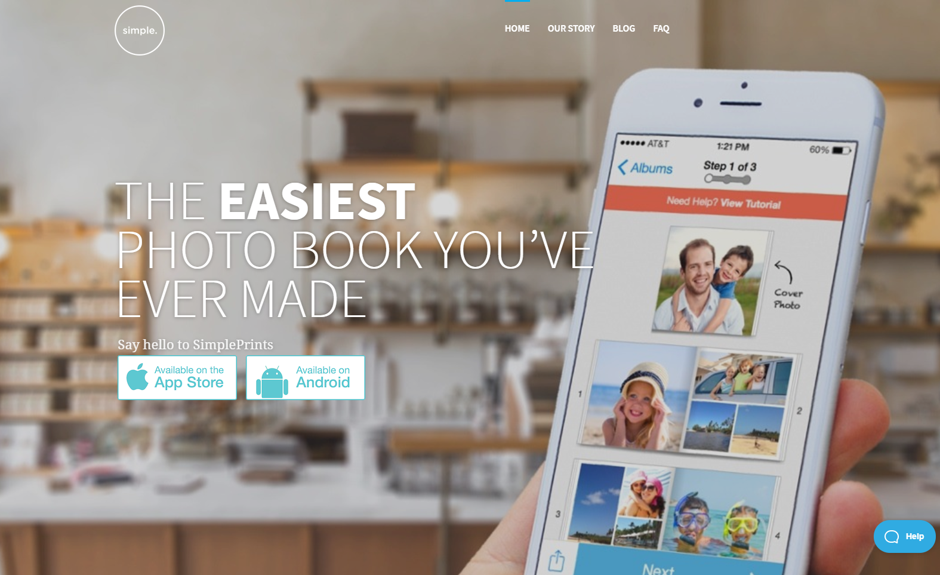 simple.
HOME OUR STORY BLOG FAQ
THE EASIEST
PHOTO BOOK YOU'VE
EVER MADE
Say hello to SimplePrints
Available on the
App Store
Available on
Android
AT&T 1:21 PM 60%
Albums Step 1 of 3
Need Help? View Tutorial
Cover
Photo
1
2
3
4
Next
Help